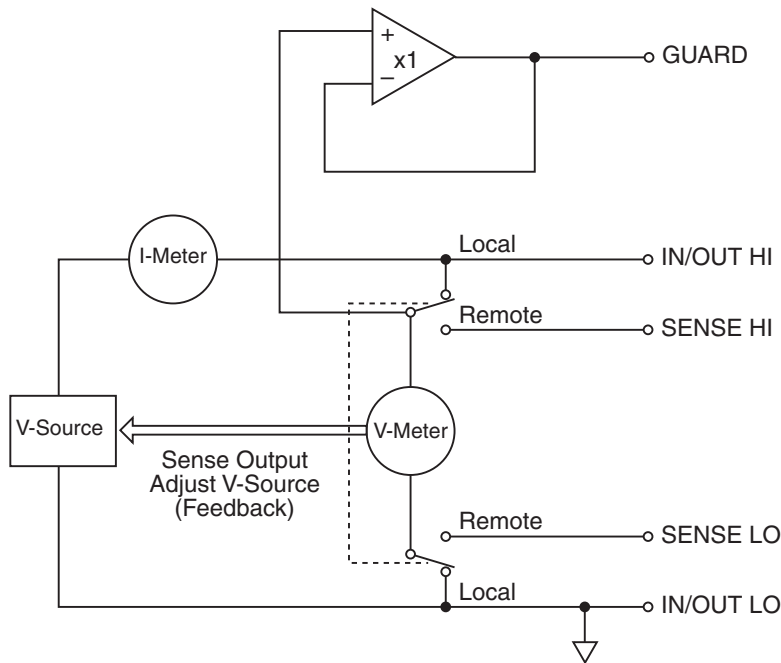 +
x1
–
GUARD
I-Meter
Local
IN/OUT HI
Remote
SENSE HI
V-Source
V-Meter
Sense Output
Adjust V-Source
(Feedback)
Remote
SENSE LO
Local
IN/OUT LO